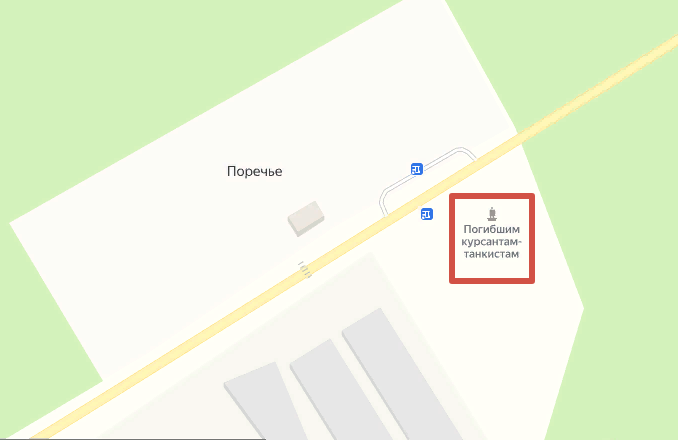 Поречье
Погибшим
курсантам-
танкистам